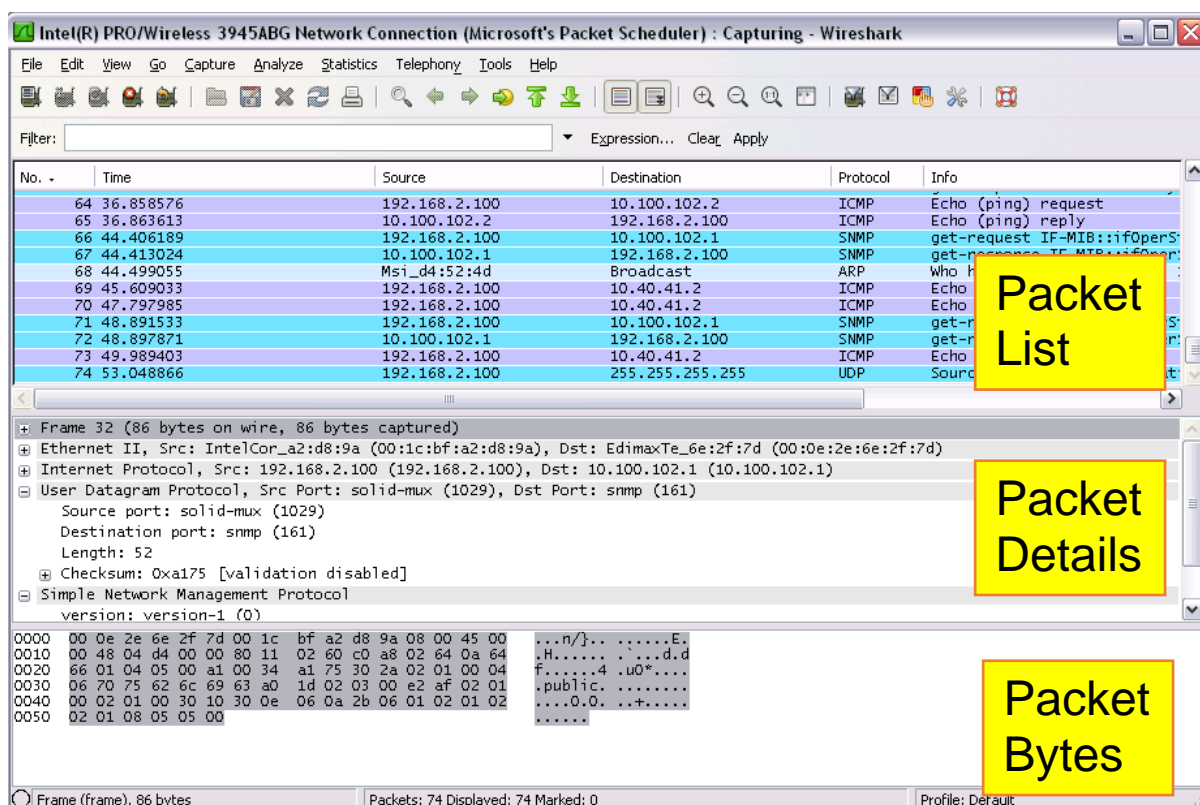 Intel(R) PRO/Wireless 3945ABG Network Connection (Microsoft's Packet Scheduler) : Capturing - Wireshark
File Edit View Go Capture Analyze Statistics Telephony Tools Help
Filter: Expression... Clear Apply
No. Time Source Destination Protocol Info
64 36.858576 192.168.2.100 10.100.102.2 ICMP Echo (ping) request
65 36.863613 10.100.102.2 192.168.2.100 ICMP Echo (ping) reply
66 44.406189 192.168.2.100 10.100.102.1 SNMP get-request IF-MIB::ifOperS
67 44.413024 10.100.102.1 192.168.2.100 SNMP get-response IF-MIB::ifOper
68 44.499055 Msi_d4:52:4d Broadcast ARP Who
69 45.609033 192.168.2.100 10.40.41.2 ICMP Echo
70 47.797985 192.168.2.100 10.40.41.2 ICMP Echo
71 48.891533 192.168.2.100 10.100.102.1 SNMP
72 48.897871 10.100.102.1 192.168.2.100 SNMP
73 49.989403 192.168.2.100 10.40.41.2 ICMP Echo
74 53.048866 192.168.2.100 255.255.255.255 UDP Sourc
Packet
List
Frame 32 (86 bytes on wire, 86 bytes captured)
Ethernet II, Src: IntelCor_a2:d8:9a (00:1c:bf:a2:d8:9a), Dst: EdimaxTe_6e:2f:7d (00:0e:2e:6e:2f:7d)
Internet Protocol, Src: 192.168.2.100 (192.168.2.100), Dst: 10.100.102.1 (10.100.102.1)
User Datagram Protocol, Src Port: solid-mux (1029), Dst Port: snmp (161)
Source port: solid-mux (1029)
Destination port: snmp (161)
Length: 52
Checksum: 0xa175 [validation disabled]
Simple Network Management Protocol
version: version-1 (0)
Packet
Details
0000 00 0e 2e 6e 2f 7d 00 1c bf a2 d8 9a 08 00 45 00 ...n/}.. ......E.
0010 00 48 04 d4 00 00 80 11 02 60 c0 a8 02 64 0a 64 .H...... .`...d.d
0020 66 01 04 05 00 a1 00 34 a1 75 30 2a 02 01 00 04 f......4 .u0*....
0030 06 70 75 62 6c 69 63 a0 1d 02 03 00 e2 af 02 01 .public. ........
0040 00 02 01 00 30 10 30 0e 06 0a 2b 06 01 02 01 02 ....0.0. ..+.....
0050 02 01 08 05 05 00 ......
Packet
Bytes
Frame (frame), 86 bytes Packets: 74 Displayed: 74 Marked: 0 Profile: Default